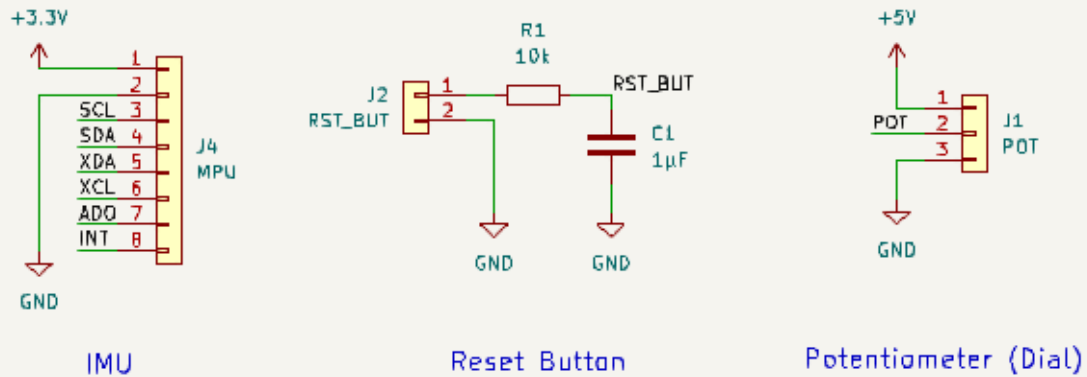 +3.3V
1
2
SCL 3
SDA 4
XDA 5
XCL 6
ADO 7
INT 8
J4
MPU
GND
IMU
R1
10k
J2
RST_BUT
1
2
RST_BUT
C1
1µF
GND
GND
Reset Button
+5V
1
POT 2
3
J1
POT
GND
Potentiometer (Dial)